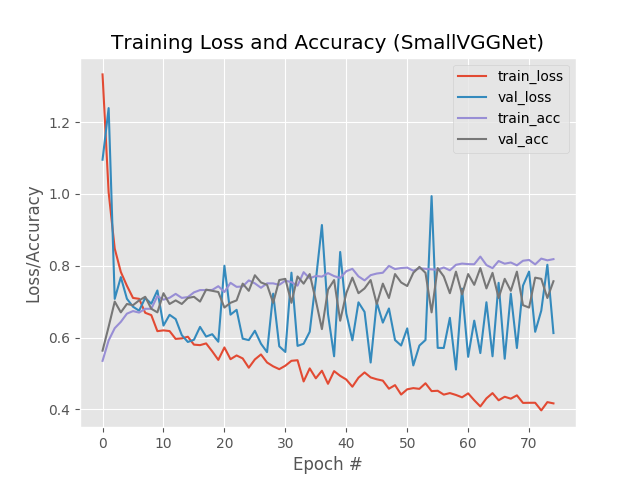 Training Loss and Accuracy (SmallVGGNet)
train_loss
val_loss
train_acc
val_acc
Loss/Accuracy
1.2
1.0
0.8
0.6
0.4
0 10 20 30 40 50 60 70
Epoch #